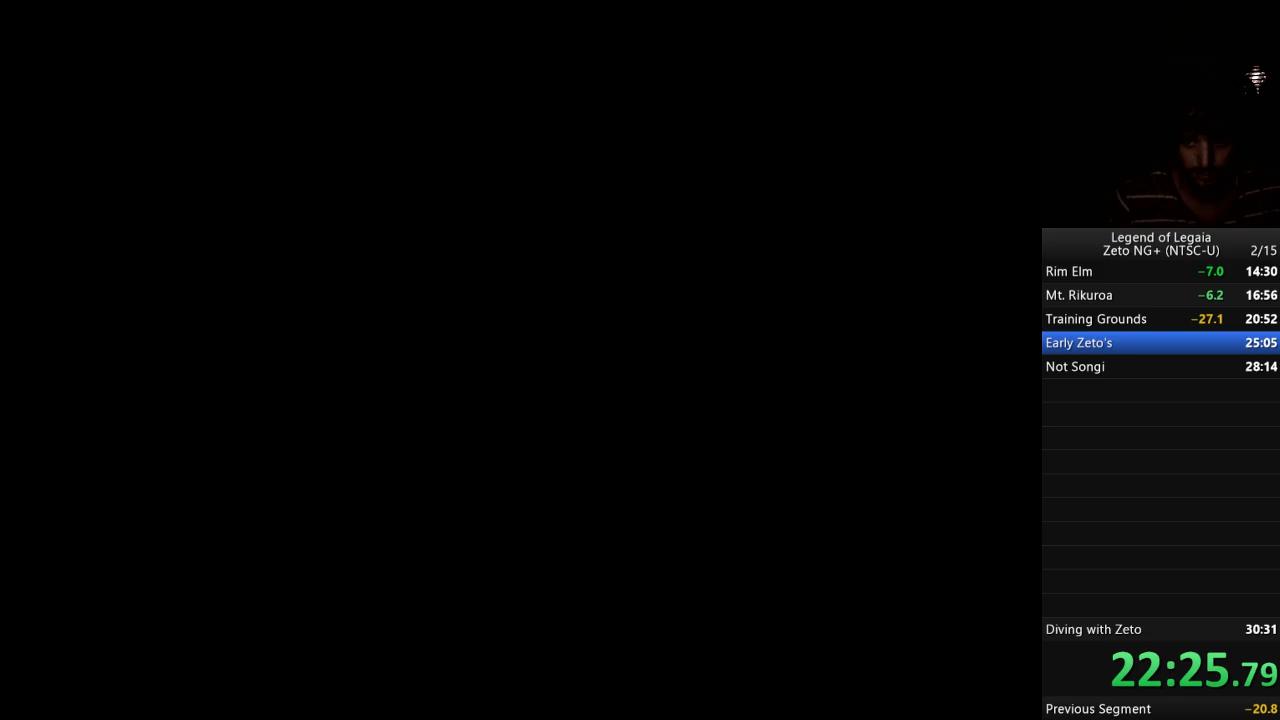 Legend of Legaia
Zeto NG+ (NTSC-U) 2/15
Rim Elm −7.0 14:30
Mt. Rikuroa −6.2 16:56
Training Grounds −27.1 20:52
Early Zeto's 25:05
Not Songi 28:14
Diving with Zeto 30:31
22:25.79
Previous Segment −20.8